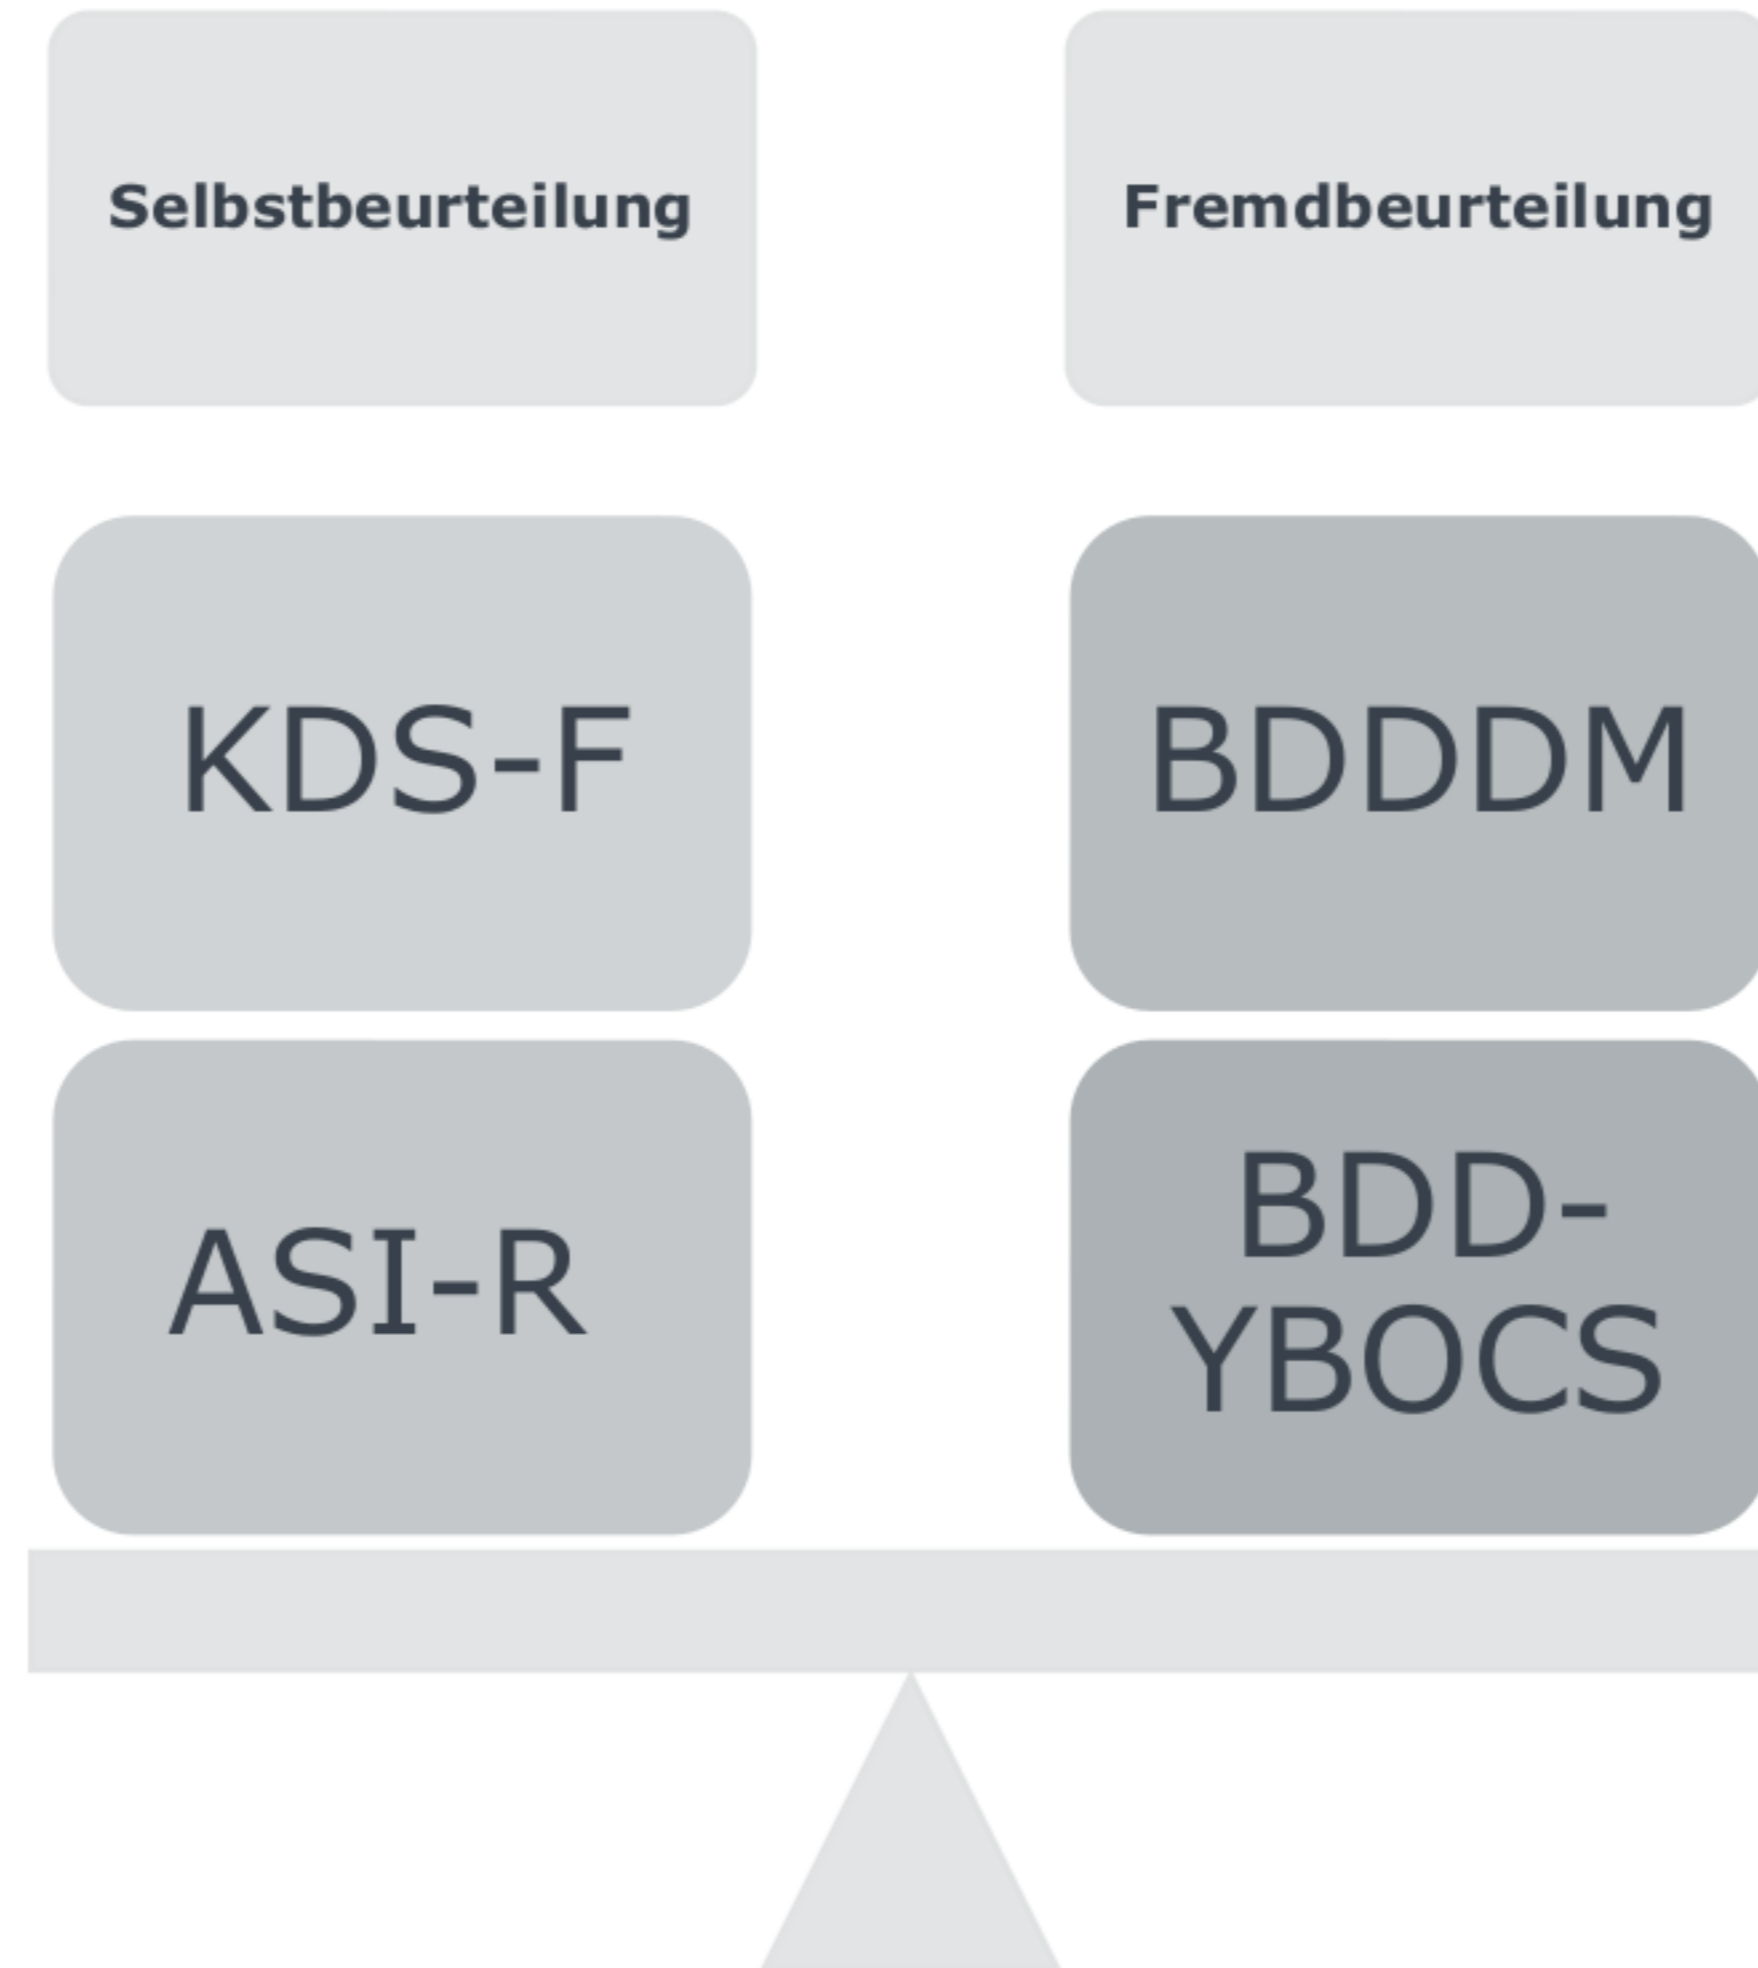 Selbstbeurteilung
Fremdbeurteilung
KDS-F
BDDDM
ASI-R
BDD-
YBOCS